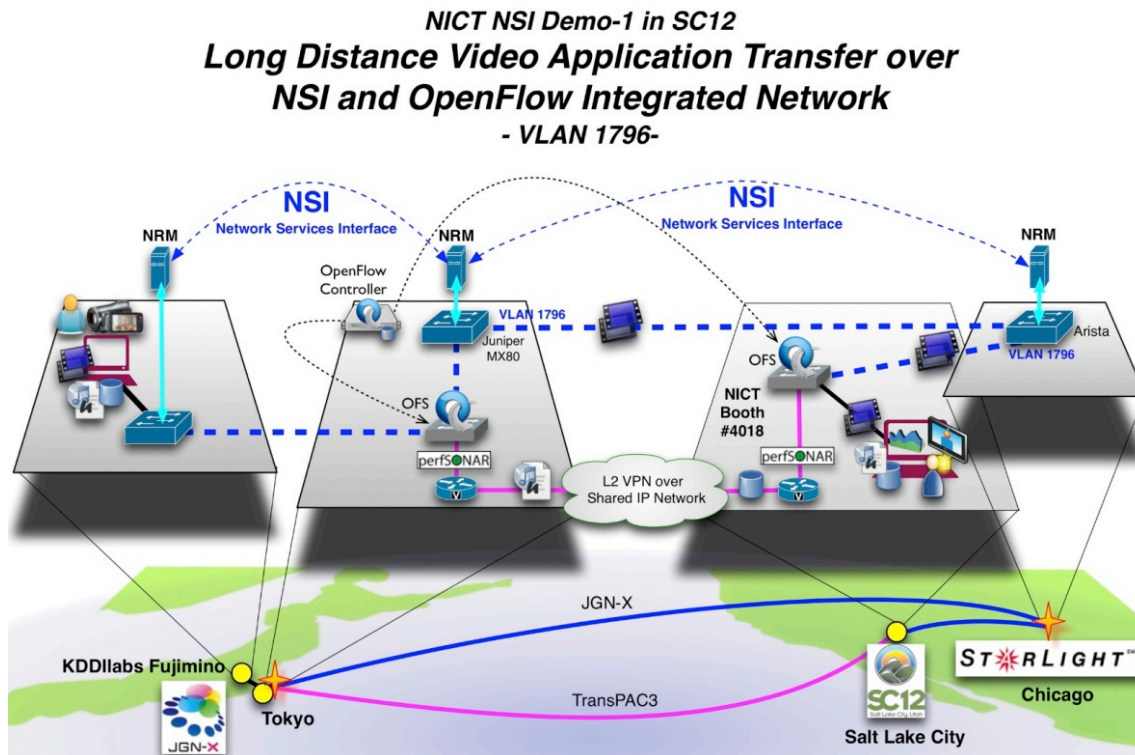 NICT NSI Demo-1 in SC12
Long Distance Video Application Transfer over
NSI and OpenFlow Integrated Network
- VLAN 1796-
NSI
Network Services Interface
NSI
Network Services Interface
NRM
NRM
NRM
OpenFlow
Controller
VLAN 1796
Juniper
MX80
Arista
VLAN 1796
OFS
OFS
NICT
Booth
#4018
perfSONAR
perfSONAR
V
V
L2 VPN over
Shared IP Network
JGN-X
KDDIlabs Fujimino
JGN-X
Tokyo
TransPAC3
SC12
Salt Lake City, Utah
Salt Lake City
STARLIGHT SM
Chicago